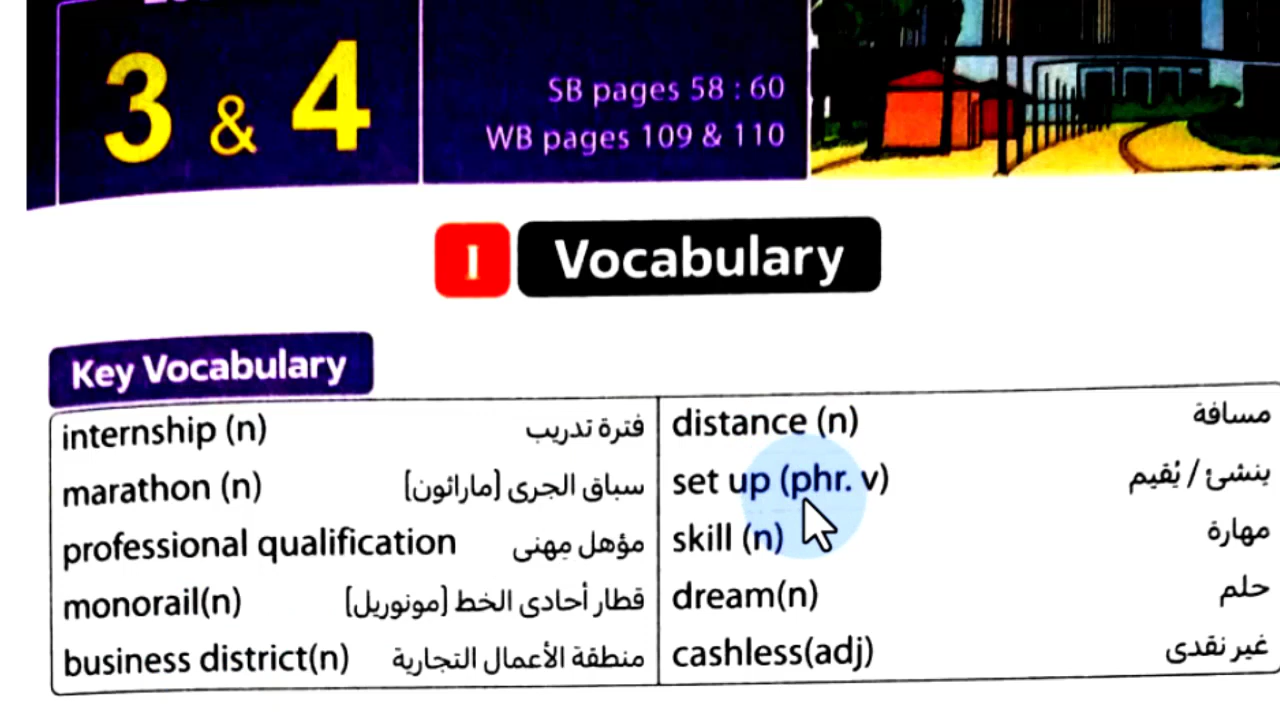 3 & 4
SB pages 58 : 60
WB pages 109 & 110
1 Vocabulary
Key Vocabulary
internship (n) فترة تدريب
marathon (n) سباق الجرى [ماراثون]
professional qualification مؤهل مِهنى
monorail(n) قطار أحادى الخط [مونوريل]
business district(n) منطقة الأعمال التجارية
distance (n) مسافة
set up (phr. v) ينشئ / يُقيم
skill (n) مهارة
dream(n) حلم
cashless(adj) غير نقدى